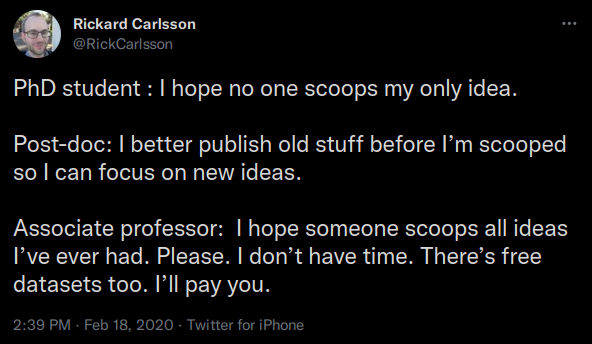 Rickard Carlsson
@RickCarlsson
PhD student : I hope no one scoops my only idea.
Post-doc: I better publish old stuff before I’m scooped
so I can focus on new ideas.
Associate professor:  I hope someone scoops all ideas
I’ve ever had. Please. I don’t have time. There’s free
datasets too. I’ll pay you.
2:39 PM · Feb 18, 2020 · Twitter for iPhone